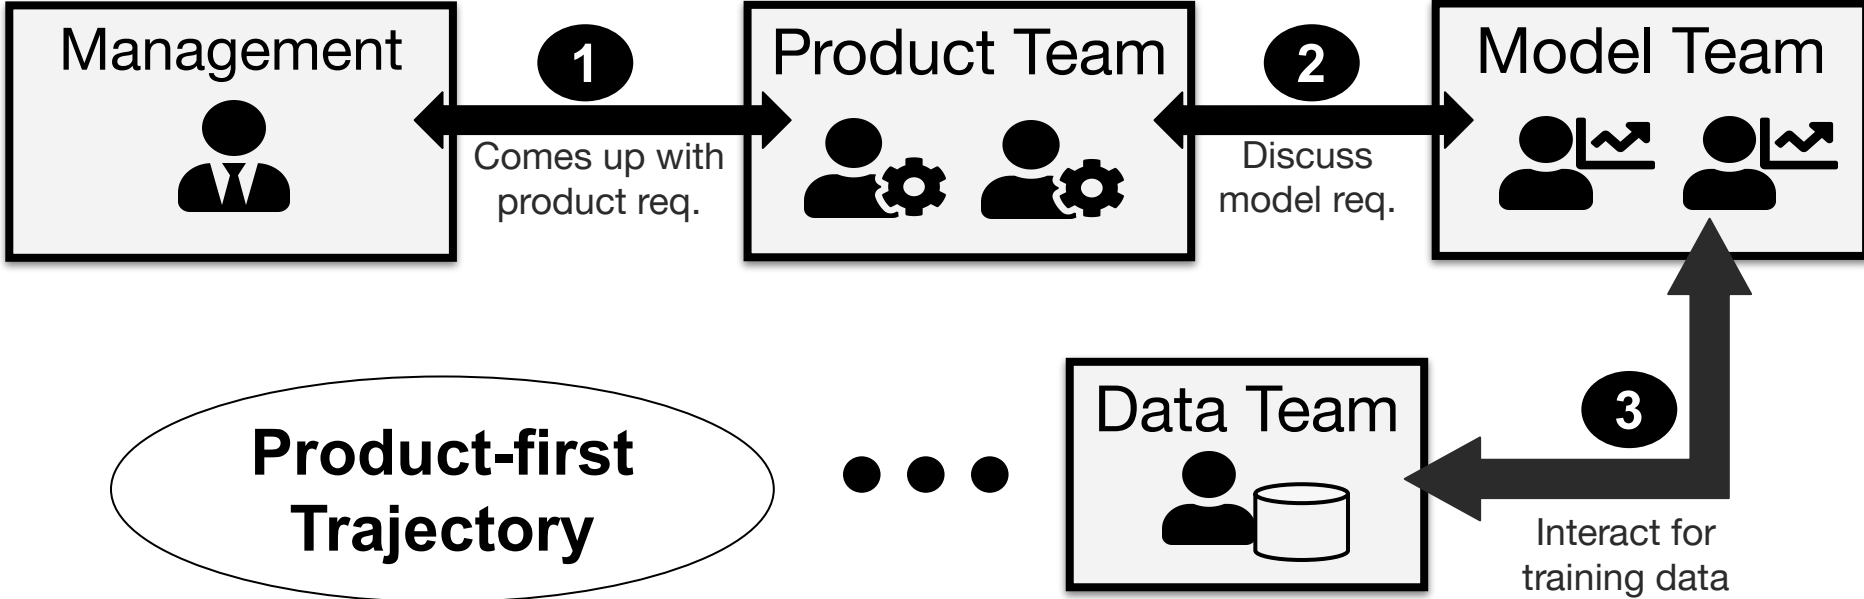 Management
1
Comes up with
product req.
Product Team
2
Discuss
model req.
Model Team
3
Interact for
training data
Data Team
Product-first
Trajectory